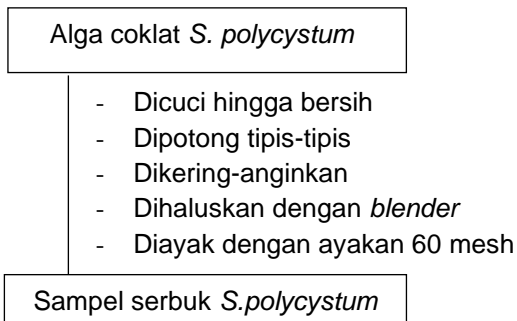 Alga coklat S. polycystum
- Dicuci hingga bersih
- Dipotong tipis-tipis
- Dikering-anginkan
- Dihaluskan dengan blender
- Diayak dengan ayakan 60 mesh
Sampel serbuk S.polycystum